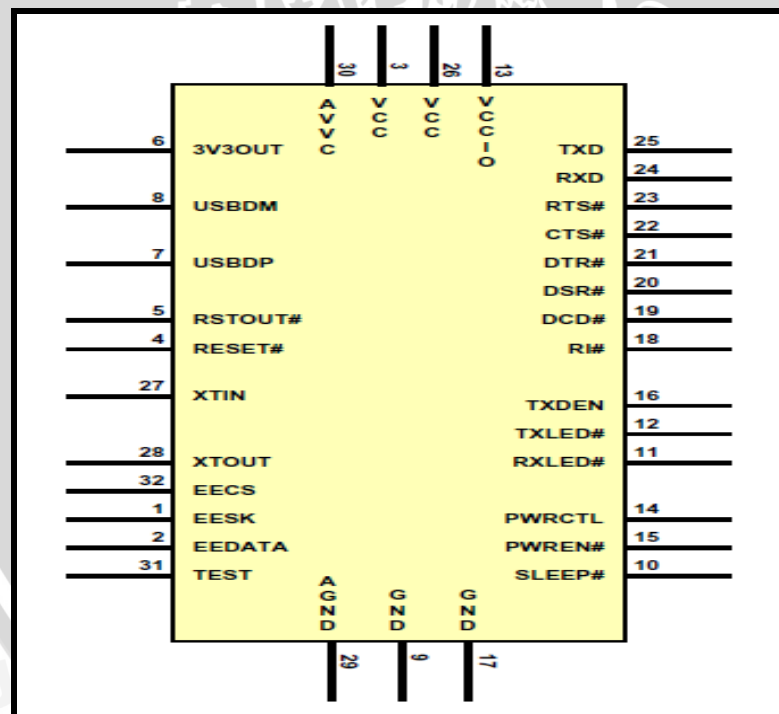 30 3 26 13
AVVC VCC VCC VCCIO
6 3V3OUT TXD 25
RXD 24
8 USBDM RTS# 23
CTS# 22
7 USBDP DTR# 21
DSR# 20
5 RSTOUT# DCD# 19
4 RESET# RI# 18
27 XTIN
TXDEN 16
TXLED# 12
28 XTOUT RXLED# 11
32 EECS
1 EESK PWRCTL 14
2 EEDATA PWREN# 15
31 TEST SLEEP# 10
AGND GND GND
29 9 17